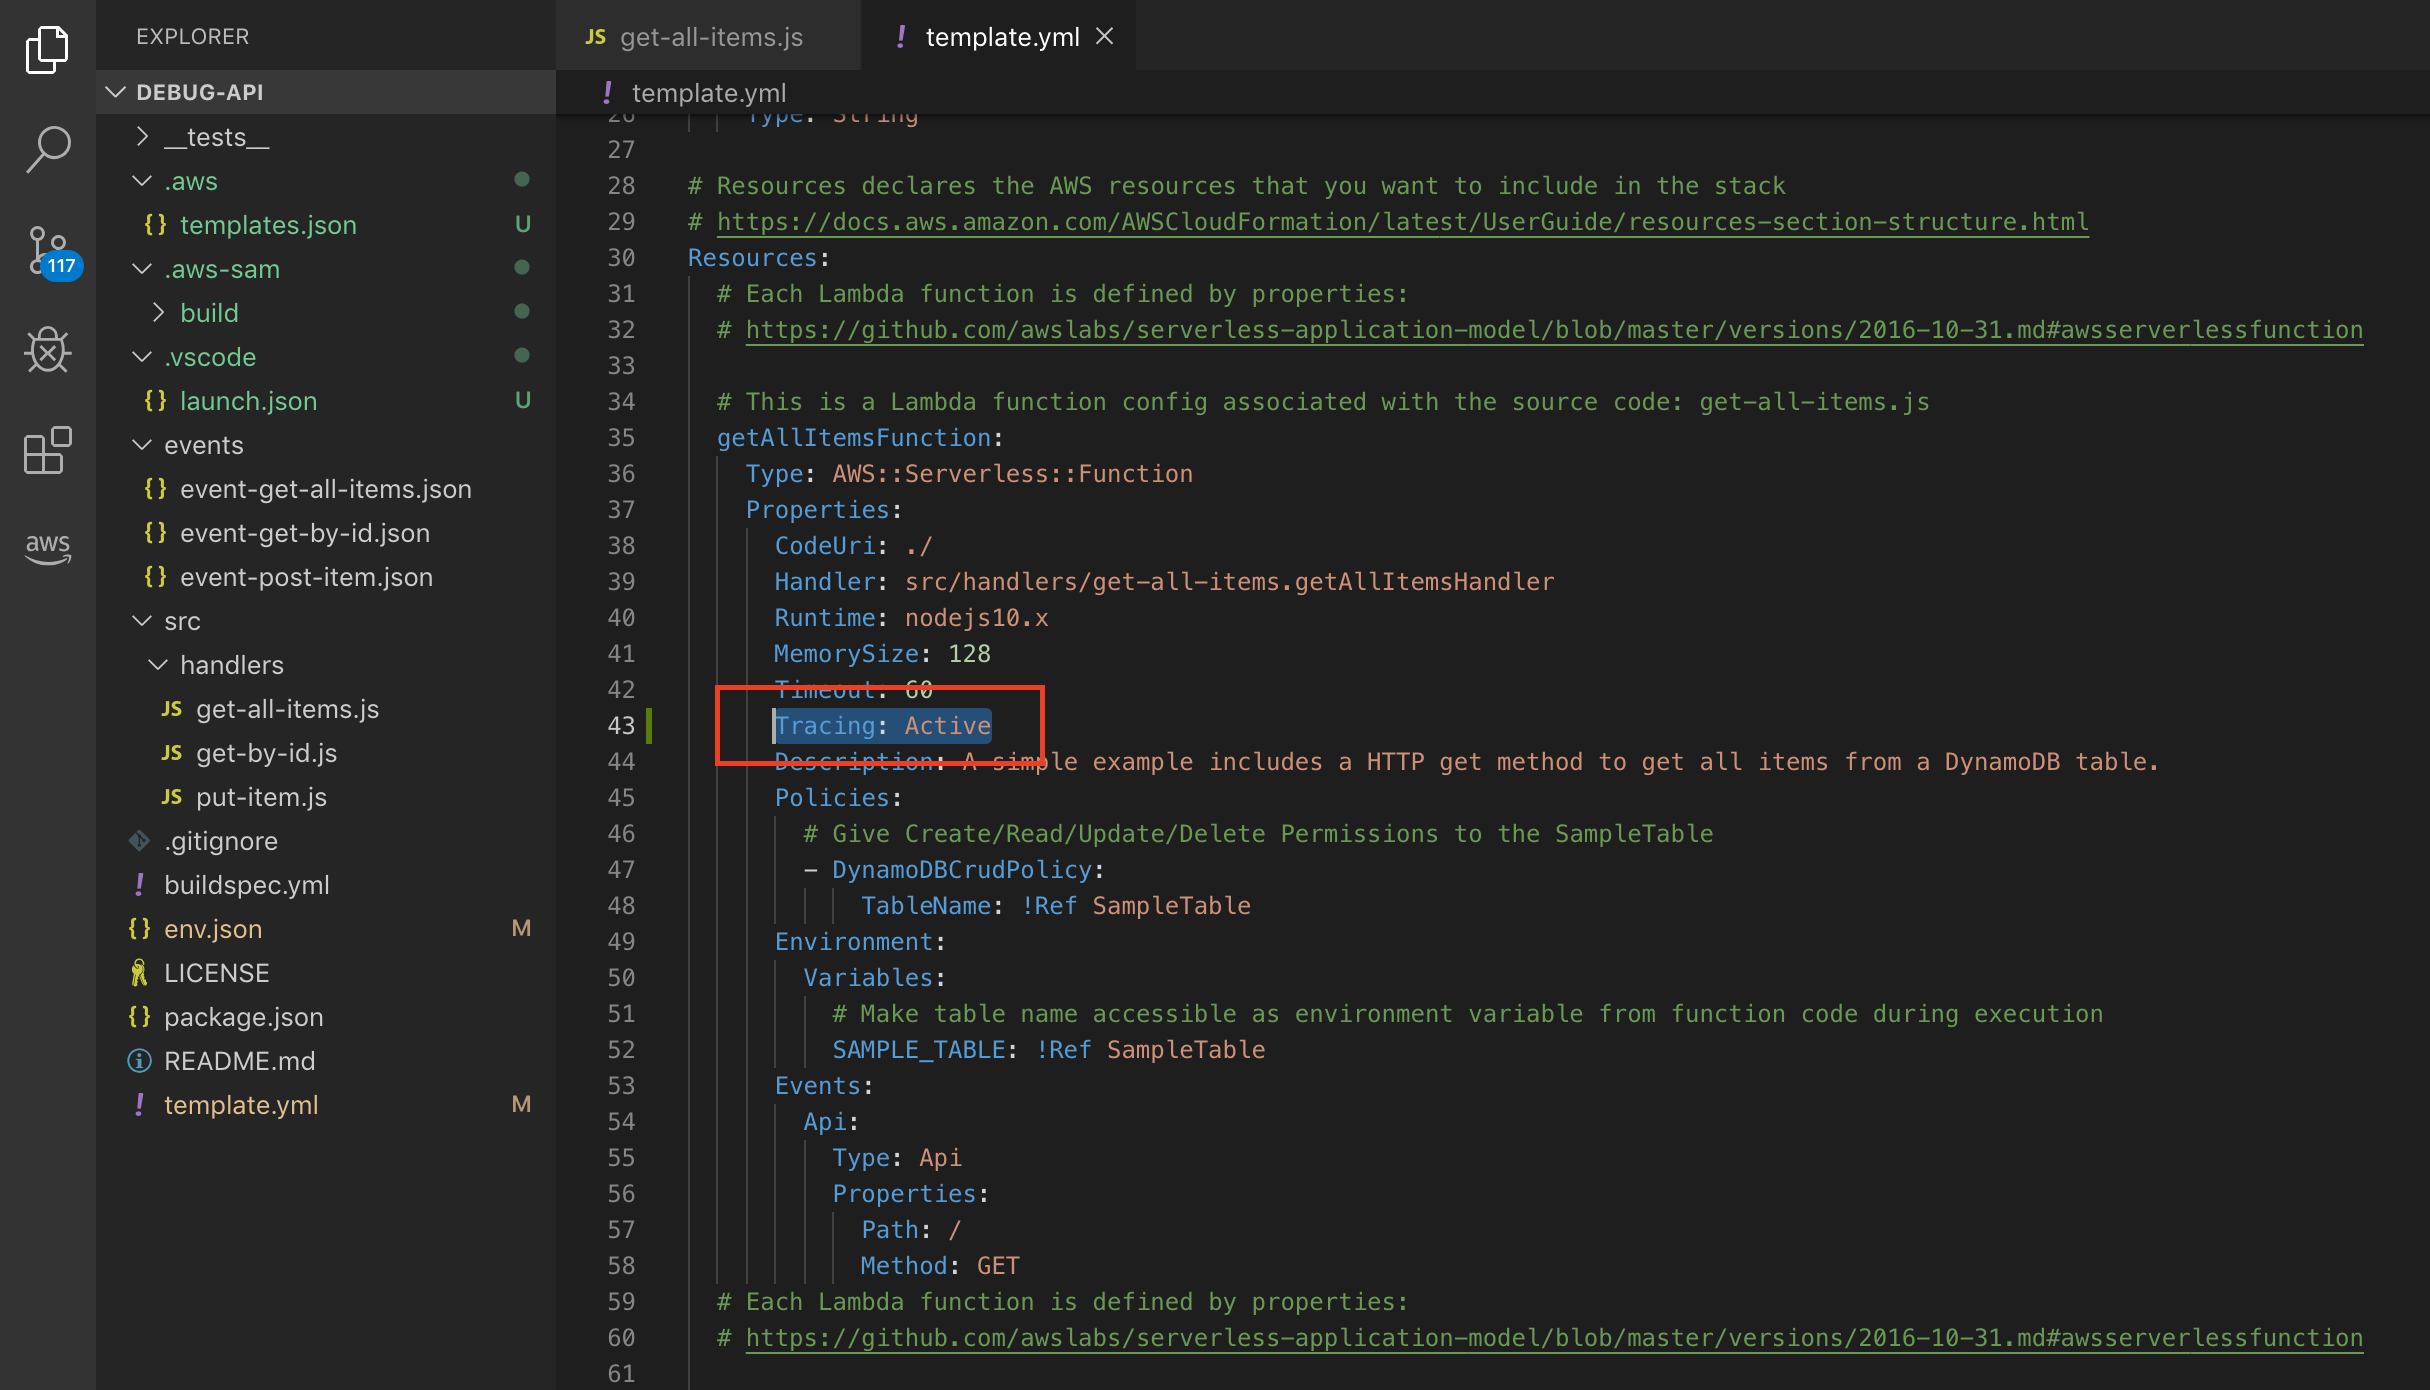 EXPLORER
DEBUG-API
__tests__
.aws
{} templates.json U
.aws-sam
build
.vscode
{} launch.json U
events
{} event-get-all-items.json
{} event-get-by-id.json
{} event-post-item.json
src
handlers
JS get-all-items.js
JS get-by-id.js
JS put-item.js
.gitignore
! buildspec.yml
{} env.json M
LICENSE
{} package.json
README.md
! template.yml M
117
aws
JS get-all-items.js
! template.yml
! template.yml
26 Type: String
27
28 # Resources declares the AWS resources that you want to include in the stack
29 # https://docs.aws.amazon.com/AWSCloudFormation/latest/UserGuide/resources-section-structure.html
30 Resources:
31 # Each Lambda function is defined by properties:
32 # https://github.com/awslabs/serverless-application-model/blob/master/versions/2016-10-31.md#awsserverlessfunction
33
34 # This is a Lambda function config associated with the source code: get-all-items.js
35 getAllItemsFunction:
36 Type: AWS::Serverless::Function
37 Properties:
38 CodeUri: ./
39 Handler: src/handlers/get-all-items.getAllItemsHandler
40 Runtime: nodejs10.x
41 MemorySize: 128
42 Timeout: 60
43 Tracing: Active
44 Description: A simple example includes a HTTP get method to get all items from a DynamoDB table.
45 Policies:
46 # Give Create/Read/Update/Delete Permissions to the SampleTable
47 - DynamoDBCrudPolicy:
48 TableName: !Ref SampleTable
49 Environment:
50 Variables:
51 # Make table name accessible as environment variable from function code during execution
52 SAMPLE_TABLE: !Ref SampleTable
53 Events:
54 Api:
55 Type: Api
56 Properties:
57 Path: /
58 Method: GET
59 # Each Lambda function is defined by properties:
60 # https://github.com/awslabs/serverless-application-model/blob/master/versions/2016-10-31.md#awsserverlessfunction
61